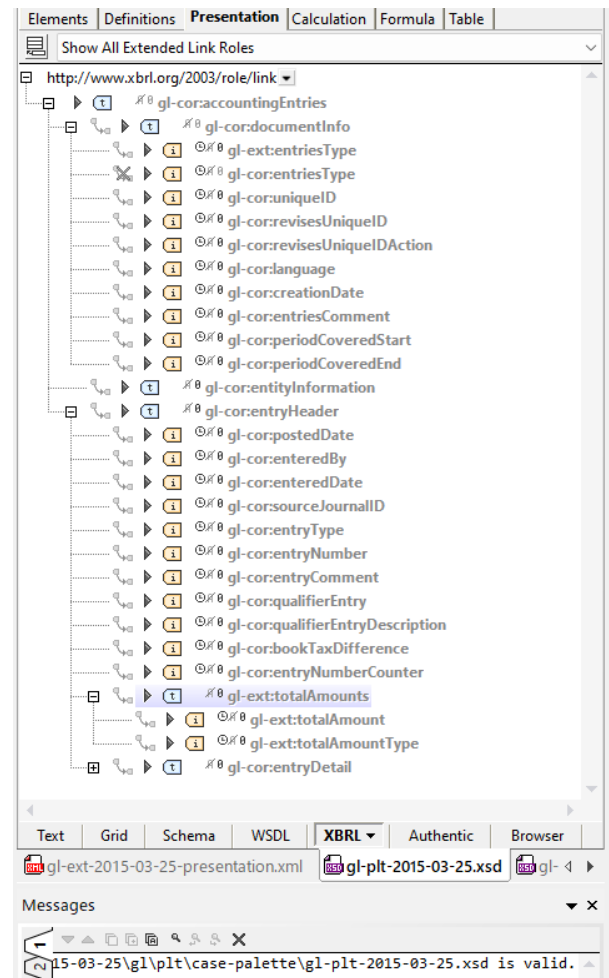 Elements Definitions Presentation Calculation Formula Table
Show All Extended Link Roles
http://www.xbrl.org/2003/role/link
t gl-cor:accountingEntries
t gl-cor:documentInfo
i gl-ext:entriesType
i gl-cor:entriesType
i gl-cor:uniqueID
i gl-cor:revisesUniqueID
i gl-cor:revisesUniqueIDAction
i gl-cor:language
i gl-cor:creationDate
i gl-cor:entriesComment
i gl-cor:periodCoveredStart
i gl-cor:periodCoveredEnd
t gl-cor:entityInformation
t gl-cor:entryHeader
i gl-cor:postedDate
i gl-cor:enteredBy
i gl-cor:enteredDate
i gl-cor:sourceJournalID
i gl-cor:entryType
i gl-cor:entryNumber
i gl-cor:entryComment
i gl-cor:qualifierEntry
i gl-cor:qualifierEntryDescription
i gl-cor:bookTaxDifference
i gl-cor:entryNumberCounter
t gl-ext:totalAmounts
i gl-ext:totalAmount
i gl-ext:totalAmountType
t gl-cor:entryDetail
Text Grid Schema WSDL XBRL Authentic Browser
gl-ext-2015-03-25-presentation.xml gl-plt-2015-03-25.xsd gl-
Messages
1
2
15-03-25\gl\plt\case-palette\gl-plt-2015-03-25.xsd is valid.